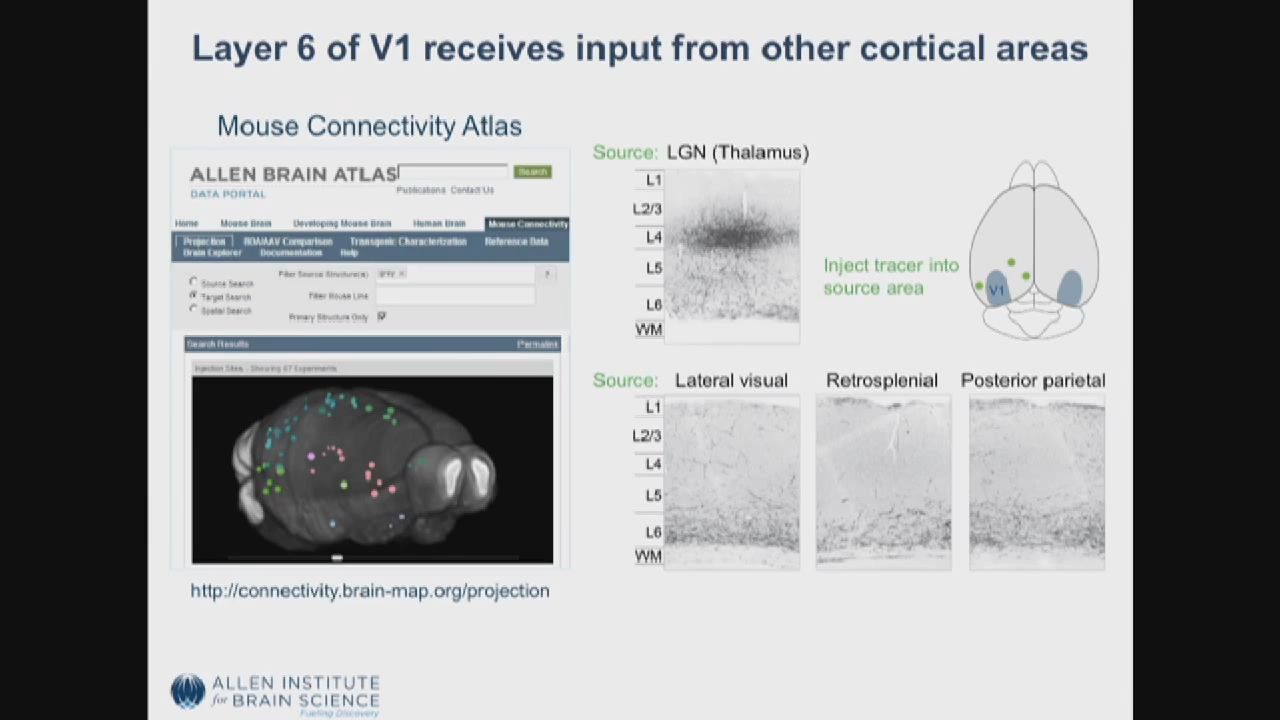 Layer 6 of V1 receives input from other cortical areas
Mouse Connectivity Atlas
ALLEN BRAIN ATLAS
Search
DATA PORTAL
Publications Contact Us
Home Mouse Brain Developing Mouse Brain Human Brain Mouse Connectivity
Projection BDA/AAV Comparison Transgenic Characterization Reference Data
Brain Explorer Documentation Help
Source Search
Target Search
Spatial Search
Filter Source Structure(s) gray x ?
Filter Mouse Line
Primary Structure Only
Search Results Permalink
Injection Sites - Showing 67 Experiments
http://connectivity.brain-map.org/projection
Source: LGN (Thalamus)
L1
L2/3
L4
L5
L6
WM
Inject tracer into
source area
V1
Source: Lateral visual Retrosplenial Posterior parietal
L1
L2/3
L4
L5
L6
WM
ALLEN INSTITUTE
for BRAIN SCIENCE
Fueling Discovery